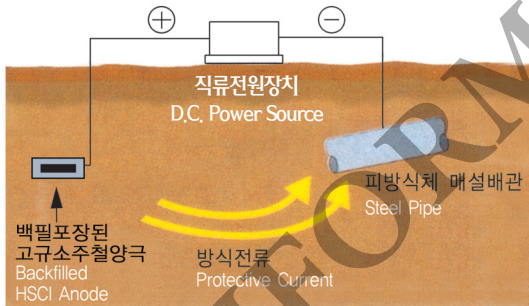 ⊕ ⊖
직류전원장치
D.C. Power Source
피방식체 매설배관
Steel Pipe
백필포장된
고규소주철양극
Backfilled
HSCI Anode
방식전류
Protective Current
INFORM